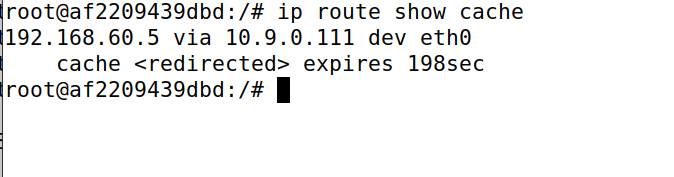 root@af2209439dbd:/# ip route show cache
192.168.60.5 via 10.9.0.111 dev eth0
    cache <redirected> expires 198sec
root@af2209439dbd:/#